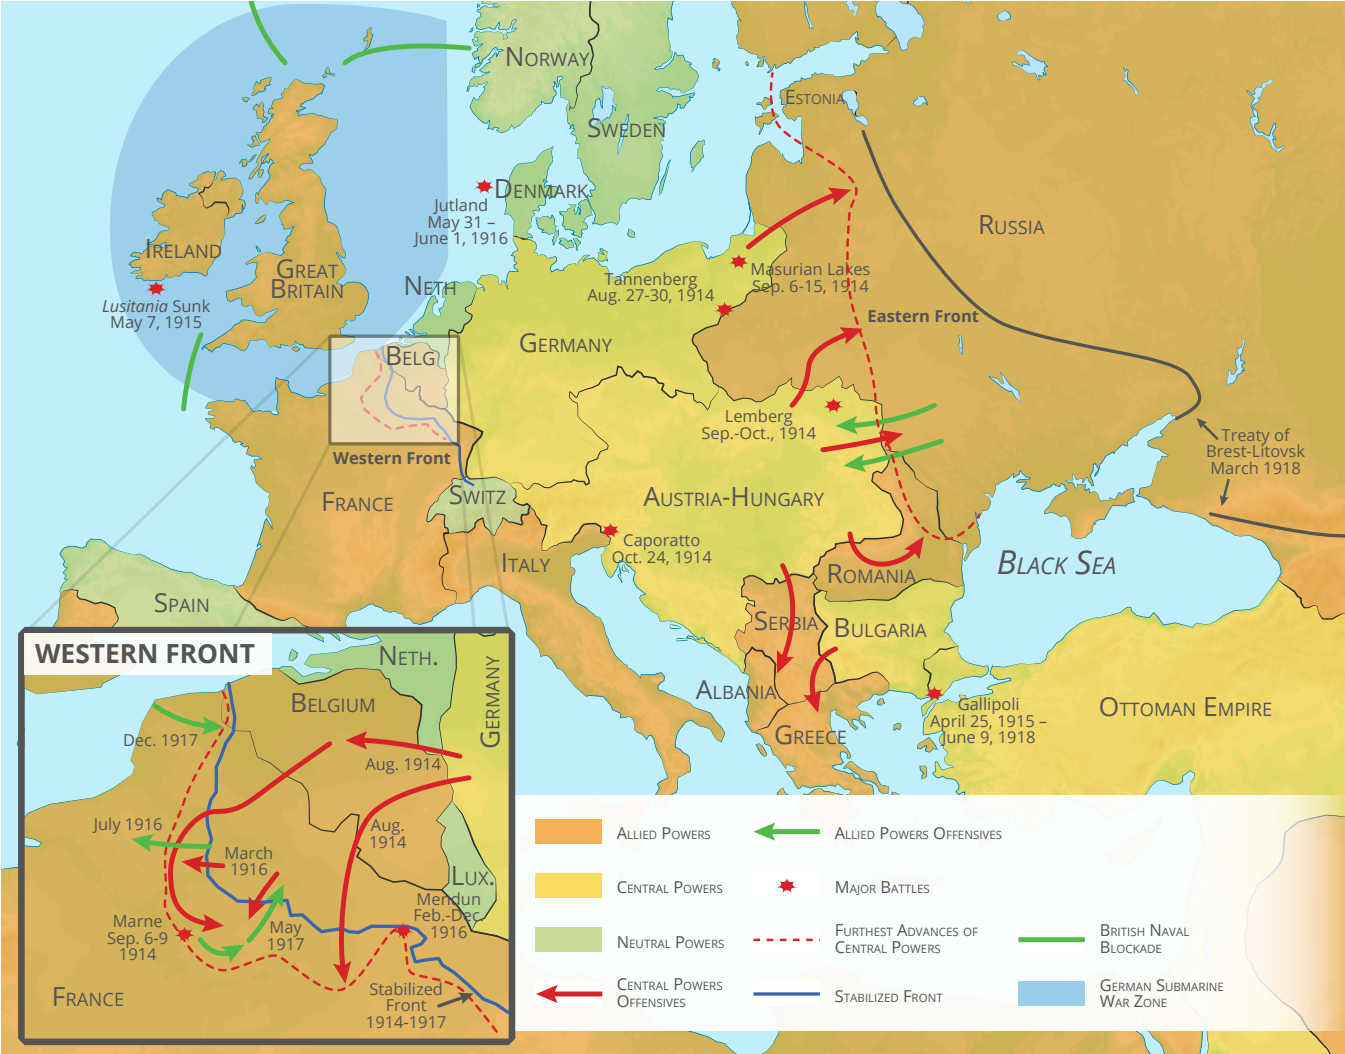 Norway
Sweden
Estonia
Russia
Denmark
Jutland
May 31 –
June 1, 1916
Ireland
Great
Britain
Lusitania Sunk
May 7, 1915
Neth
Belg
Germany
Tannenberg
Aug. 27-30, 1914
Masurian Lakes
Sep. 6-15, 1914
Eastern Front
Lemberg
Sep.-Oct., 1914
Treaty of
Brest-Litovsk
March 1918
Western Front
France
Switz
Austria-Hungary
Caporatto
Oct. 24, 1914
Italy
Spain
Romania
Black Sea
Serbia
Bulgaria
Albania
Greece
Gallipoli
April 25, 1915 –
June 9, 1918
Ottoman Empire
WESTERN FRONT
Neth.
Germany
Belgium
Dec. 1917
Aug. 1914
July 1916
Aug.
1914
March
1916
Lux.
Meridun
Feb.-Dec.
1916
Marne
Sep. 6-9
1914
May
1917
France
Stabilized
Front
1914-1917
Allied Powers
Central Powers
Neutral Powers
Central Powers
Offensives
Allied Powers Offensives
Major Battles
Furthest Advances of
Central Powers
Stabilized Front
British Naval
Blockade
German Submarine
War Zone